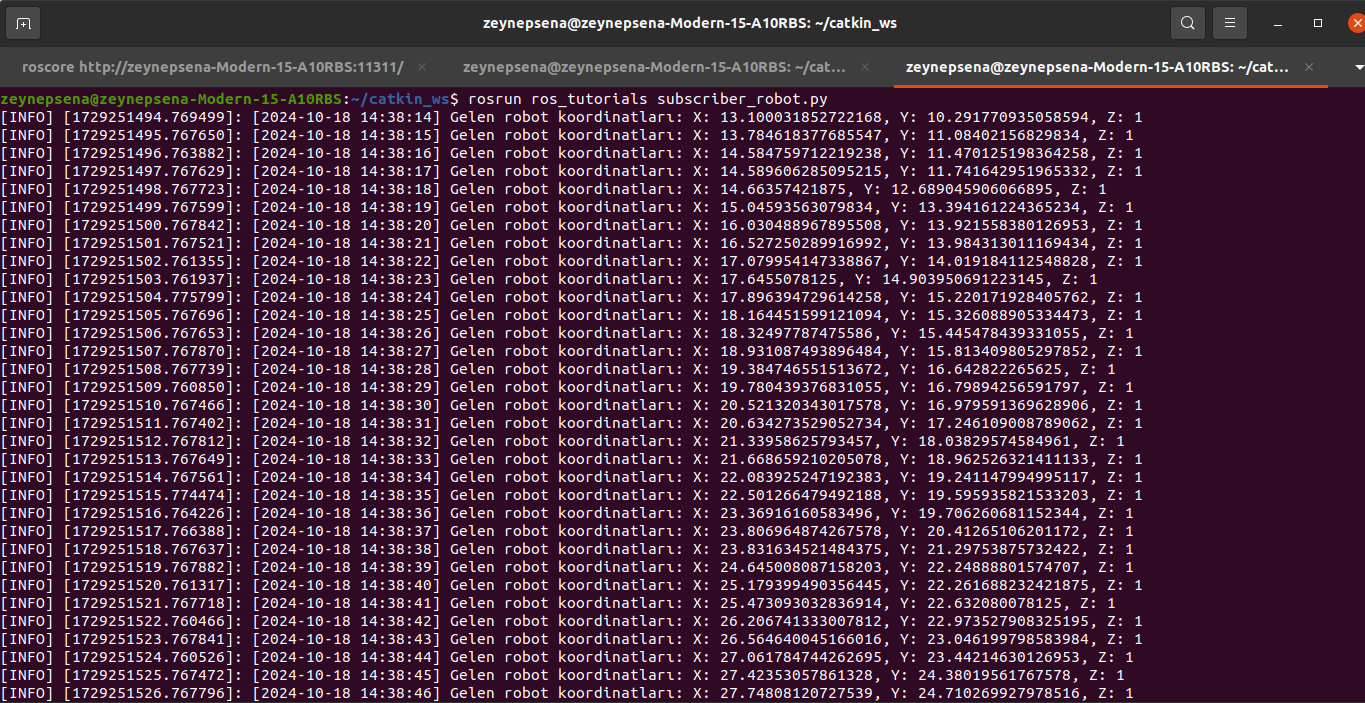 zeynepsena@zeynepsena-Modern-15-A10RBS: ~/catkin_ws
roscore http://zeynepsena-Modern-15-A10RBS:11311/ × zeynepsena@zeynepsena-Modern-15-A10RBS: ~/cat... × zeynepsena@zeynepsena-Modern-15-A10RBS: ~/cat... ×
zeynepsena@zeynepsena-Modern-15-A10RBS:~/catkin_ws$ rosrun ros_tutorials subscriber_robot.py
[INFO] [1729251494.769499]: [2024-10-18 14:38:14] Gelen robot koordinatları: X: 13.100031852722168, Y: 10.291770935058594, Z: 1
[INFO] [1729251495.767650]: [2024-10-18 14:38:15] Gelen robot koordinatları: X: 13.784618377685547, Y: 11.08402156829834, Z: 1
[INFO] [1729251496.763882]: [2024-10-18 14:38:16] Gelen robot koordinatları: X: 14.584759712219238, Y: 11.470125198364258, Z: 1
[INFO] [1729251497.767629]: [2024-10-18 14:38:17] Gelen robot koordinatları: X: 14.589606285095215, Y: 11.741642951965332, Z: 1
[INFO] [1729251498.767723]: [2024-10-18 14:38:18] Gelen robot koordinatları: X: 14.66357421875, Y: 12.689045906066895, Z: 1
[INFO] [1729251499.767599]: [2024-10-18 14:38:19] Gelen robot koordinatları: X: 15.04593563079834, Y: 13.394161224365234, Z: 1
[INFO] [1729251500.767842]: [2024-10-18 14:38:20] Gelen robot koordinatları: X: 16.030488967895508, Y: 13.921558380126953, Z: 1
[INFO] [1729251501.767521]: [2024-10-18 14:38:21] Gelen robot koordinatları: X: 16.527250289916992, Y: 13.984313011169434, Z: 1
[INFO] [1729251502.761355]: [2024-10-18 14:38:22] Gelen robot koordinatları: X: 17.079954147338867, Y: 14.019184112548828, Z: 1
[INFO] [1729251503.761937]: [2024-10-18 14:38:23] Gelen robot koordinatları: X: 17.6455078125, Y: 14.903950691223145, Z: 1
[INFO] [1729251504.775799]: [2024-10-18 14:38:24] Gelen robot koordinatları: X: 17.896394729614258, Y: 15.220171928405762, Z: 1
[INFO] [1729251505.767696]: [2024-10-18 14:38:25] Gelen robot koordinatları: X: 18.164451599121094, Y: 15.326088905334473, Z: 1
[INFO] [1729251506.767653]: [2024-10-18 14:38:26] Gelen robot koordinatları: X: 18.32497787475586, Y: 15.445478439331055, Z: 1
[INFO] [1729251507.767870]: [2024-10-18 14:38:27] Gelen robot koordinatları: X: 18.931087493896484, Y: 15.813409805297852, Z: 1
[INFO] [1729251508.767739]: [2024-10-18 14:38:28] Gelen robot koordinatları: X: 19.384746551513672, Y: 16.642822265625, Z: 1
[INFO] [1729251509.760850]: [2024-10-18 14:38:29] Gelen robot koordinatları: X: 19.780439376831055, Y: 16.79894256591797, Z: 1
[INFO] [1729251510.767466]: [2024-10-18 14:38:30] Gelen robot koordinatları: X: 20.521320343017578, Y: 16.979591369628906, Z: 1
[INFO] [1729251511.767402]: [2024-10-18 14:38:31] Gelen robot koordinatları: X: 20.634273529052734, Y: 17.246109008789062, Z: 1
[INFO] [1729251512.767812]: [2024-10-18 14:38:32] Gelen robot koordinatları: X: 21.33958625793457, Y: 18.03829574584961, Z: 1
[INFO] [1729251513.767649]: [2024-10-18 14:38:33] Gelen robot koordinatları: X: 21.668659210205078, Y: 18.962526321411133, Z: 1
[INFO] [1729251514.767561]: [2024-10-18 14:38:34] Gelen robot koordinatları: X: 22.083925247192383, Y: 19.241147994995117, Z: 1
[INFO] [1729251515.774474]: [2024-10-18 14:38:35] Gelen robot koordinatları: X: 22.501266479492188, Y: 19.595935821533203, Z: 1
[INFO] [1729251516.764226]: [2024-10-18 14:38:36] Gelen robot koordinatları: X: 23.36916160583496, Y: 19.706260681152344, Z: 1
[INFO] [1729251517.766388]: [2024-10-18 14:38:37] Gelen robot koordinatları: X: 23.806964874267578, Y: 20.41265106201172, Z: 1
[INFO] [1729251518.767637]: [2024-10-18 14:38:38] Gelen robot koordinatları: X: 23.831634521484375, Y: 21.29753875732422, Z: 1
[INFO] [1729251519.767882]: [2024-10-18 14:38:39] Gelen robot koordinatları: X: 24.645008087158203, Y: 22.24888801574707, Z: 1
[INFO] [1729251520.761317]: [2024-10-18 14:38:40] Gelen robot koordinatları: X: 25.179399490356445, Y: 22.261688232421875, Z: 1
[INFO] [1729251521.767718]: [2024-10-18 14:38:41] Gelen robot koordinatları: X: 25.473093032836914, Y: 22.632080078125, Z: 1
[INFO] [1729251522.760466]: [2024-10-18 14:38:42] Gelen robot koordinatları: X: 26.206741333007812, Y: 22.973527908325195, Z: 1
[INFO] [1729251523.767841]: [2024-10-18 14:38:43] Gelen robot koordinatları: X: 26.564640045166016, Y: 23.046199798583984, Z: 1
[INFO] [1729251524.760526]: [2024-10-18 14:38:44] Gelen robot koordinatları: X: 27.061784744262695, Y: 23.44214630126953, Z: 1
[INFO] [1729251525.767472]: [2024-10-18 14:38:45] Gelen robot koordinatları: X: 27.42353057861328, Y: 24.38019561767578, Z: 1
[INFO] [1729251526.767796]: [2024-10-18 14:38:46] Gelen robot koordinatları: X: 27.74808120727539, Y: 24.710269927978516, Z: 1